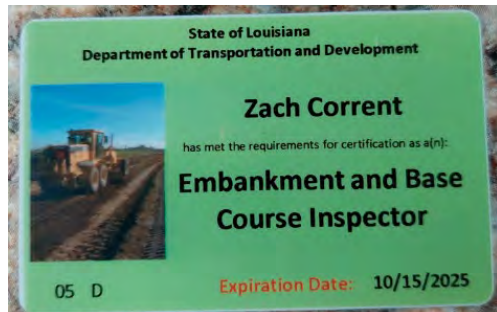 State of Louisiana
Department of Transportation and Development
Zach Corrent
has met the requirements for certification as a(n):
Embankment and Base
Course Inspector
05 D
Expiration Date: 10/15/2025